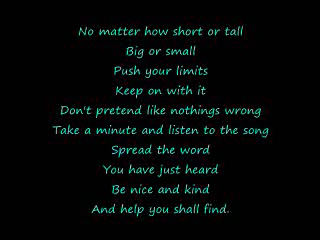 No matter how short or tall
Big or small
Push your limits
Keep on with it
Don't pretend like nothings wrong
Take a minute and listen to the song
Spread the word
You have just heard
Be nice and kind
And help you shall find.